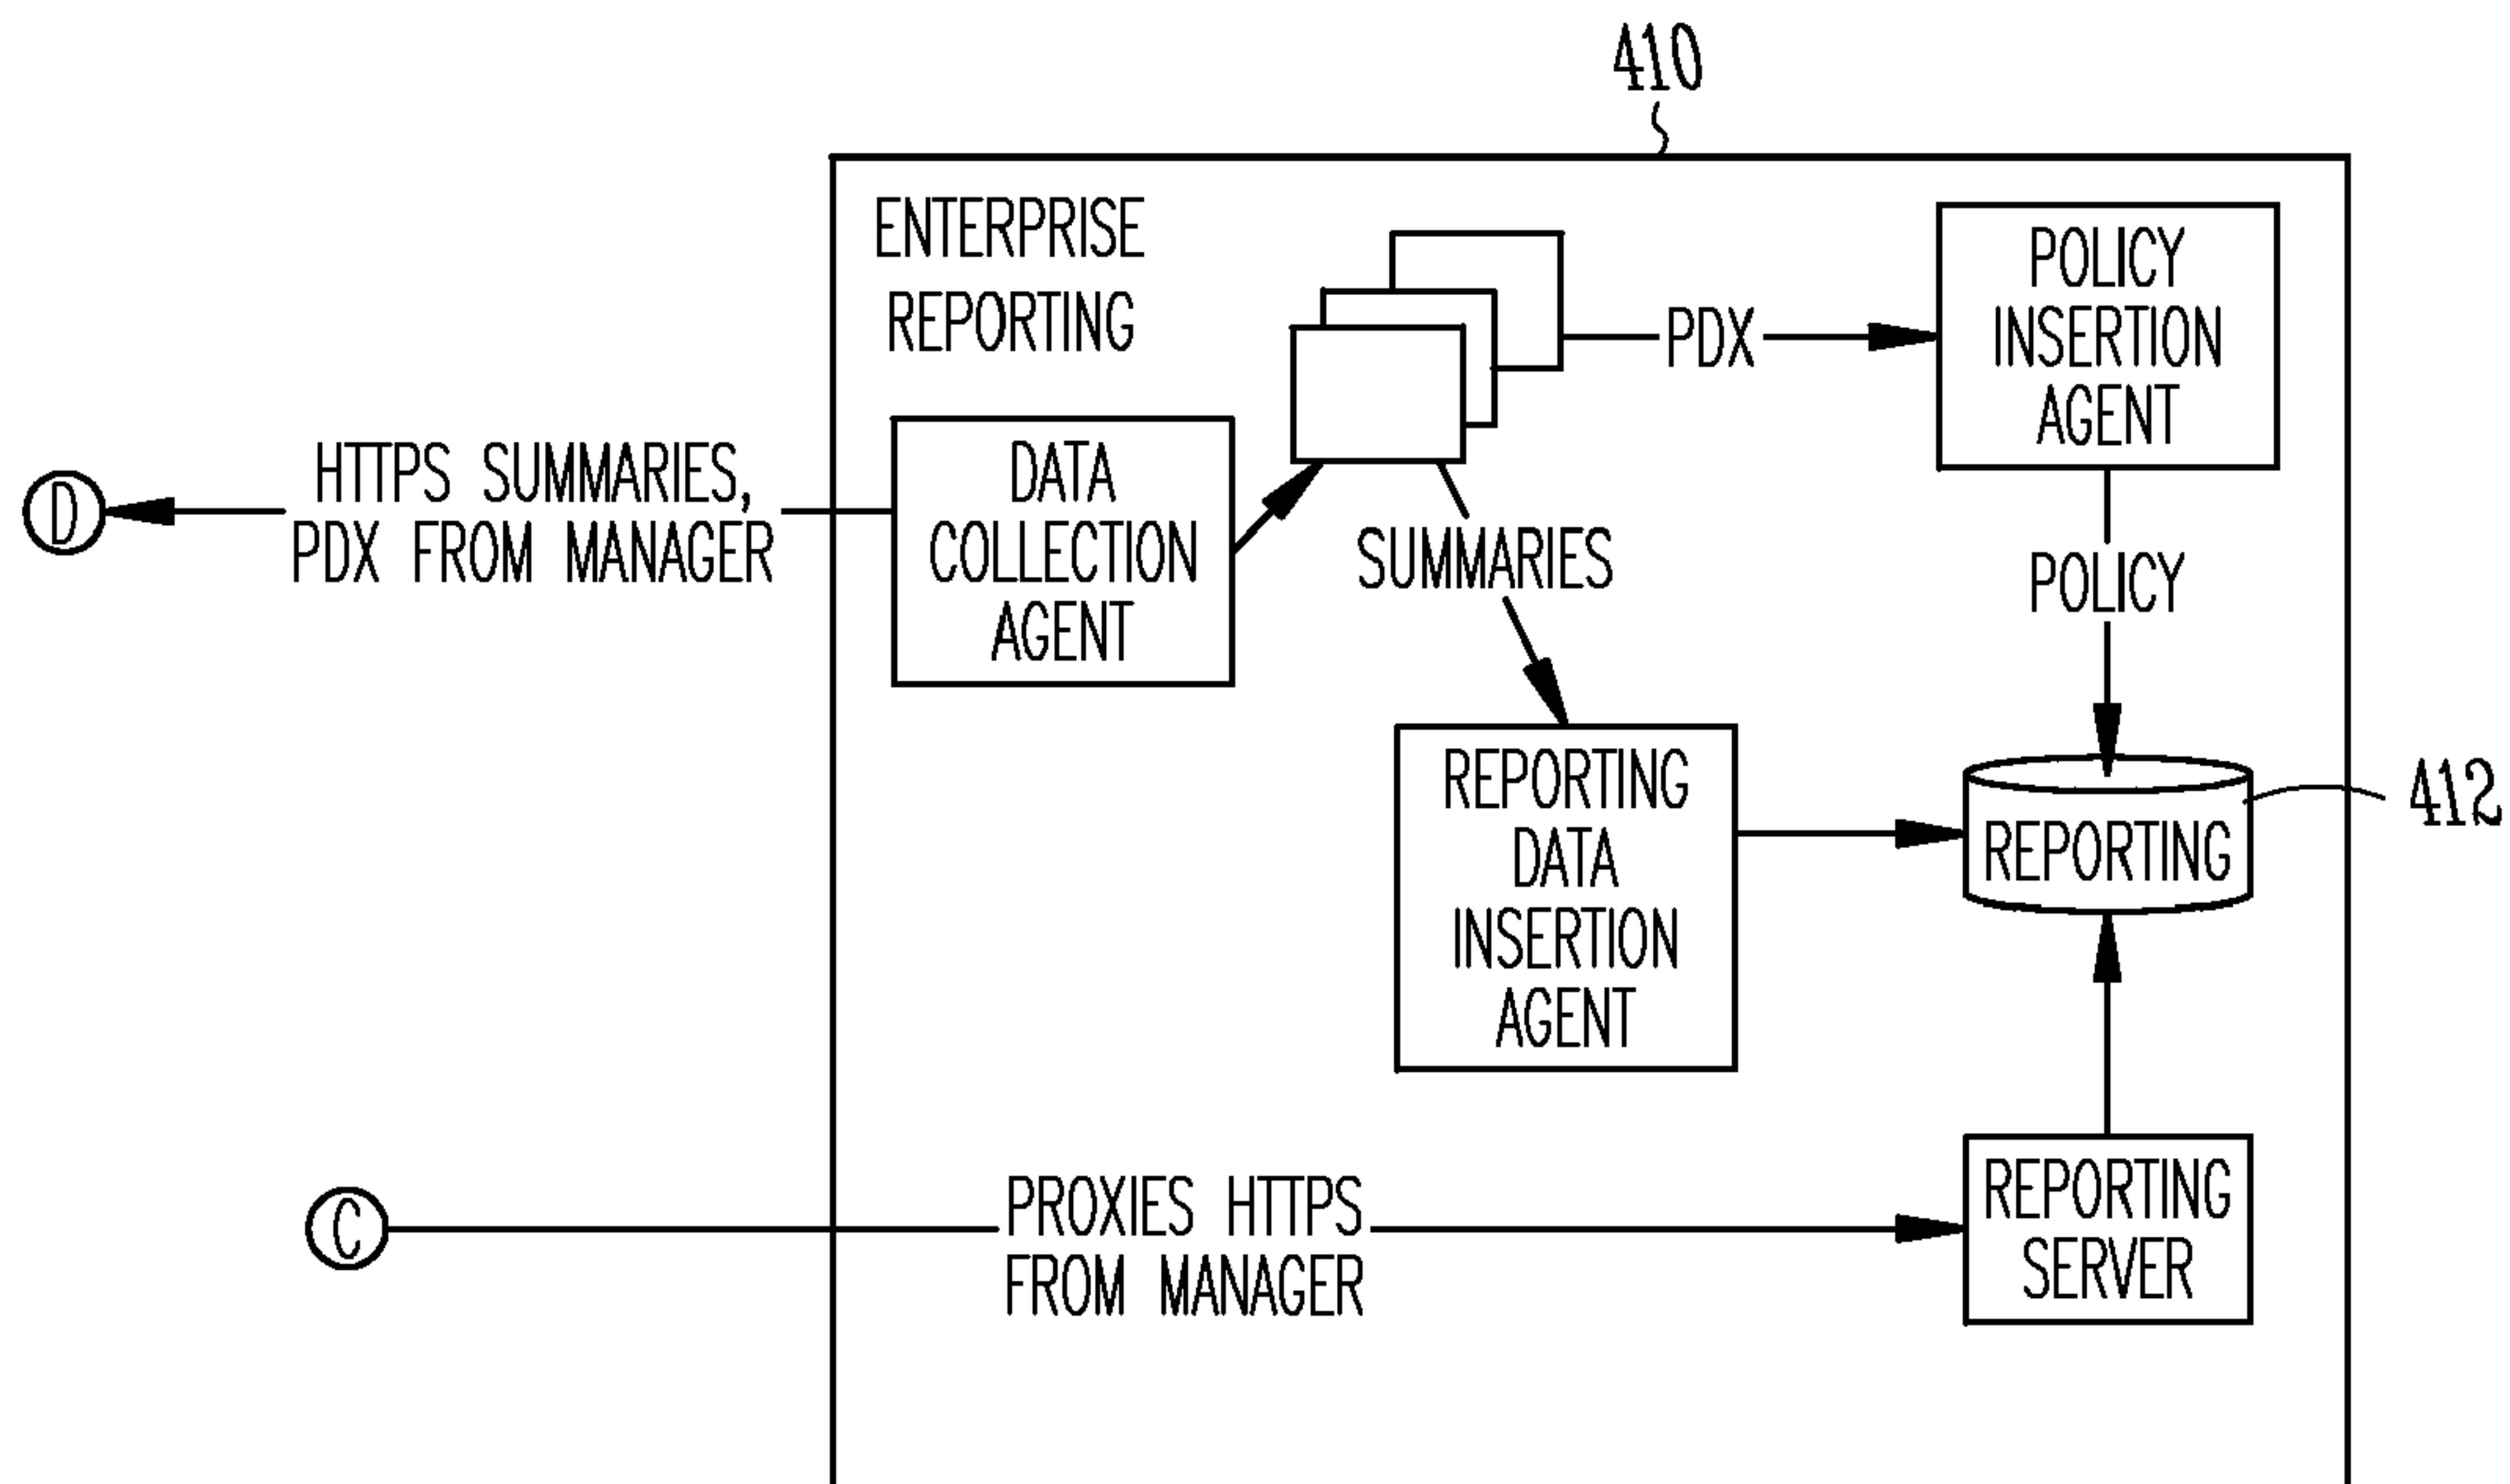 410
ENTERPRISE
REPORTING
POLICY
INSERTION
AGENT
PDX
HTTPS SUMMARIES,
PDX FROM MANAGER
D
DATA
COLLECTION
AGENT
SUMMARIES
POLICY
REPORTING
DATA
INSERTION
AGENT
REPORTING
412
C
PROXIES HTTPS
FROM MANAGER
REPORTING
SERVER